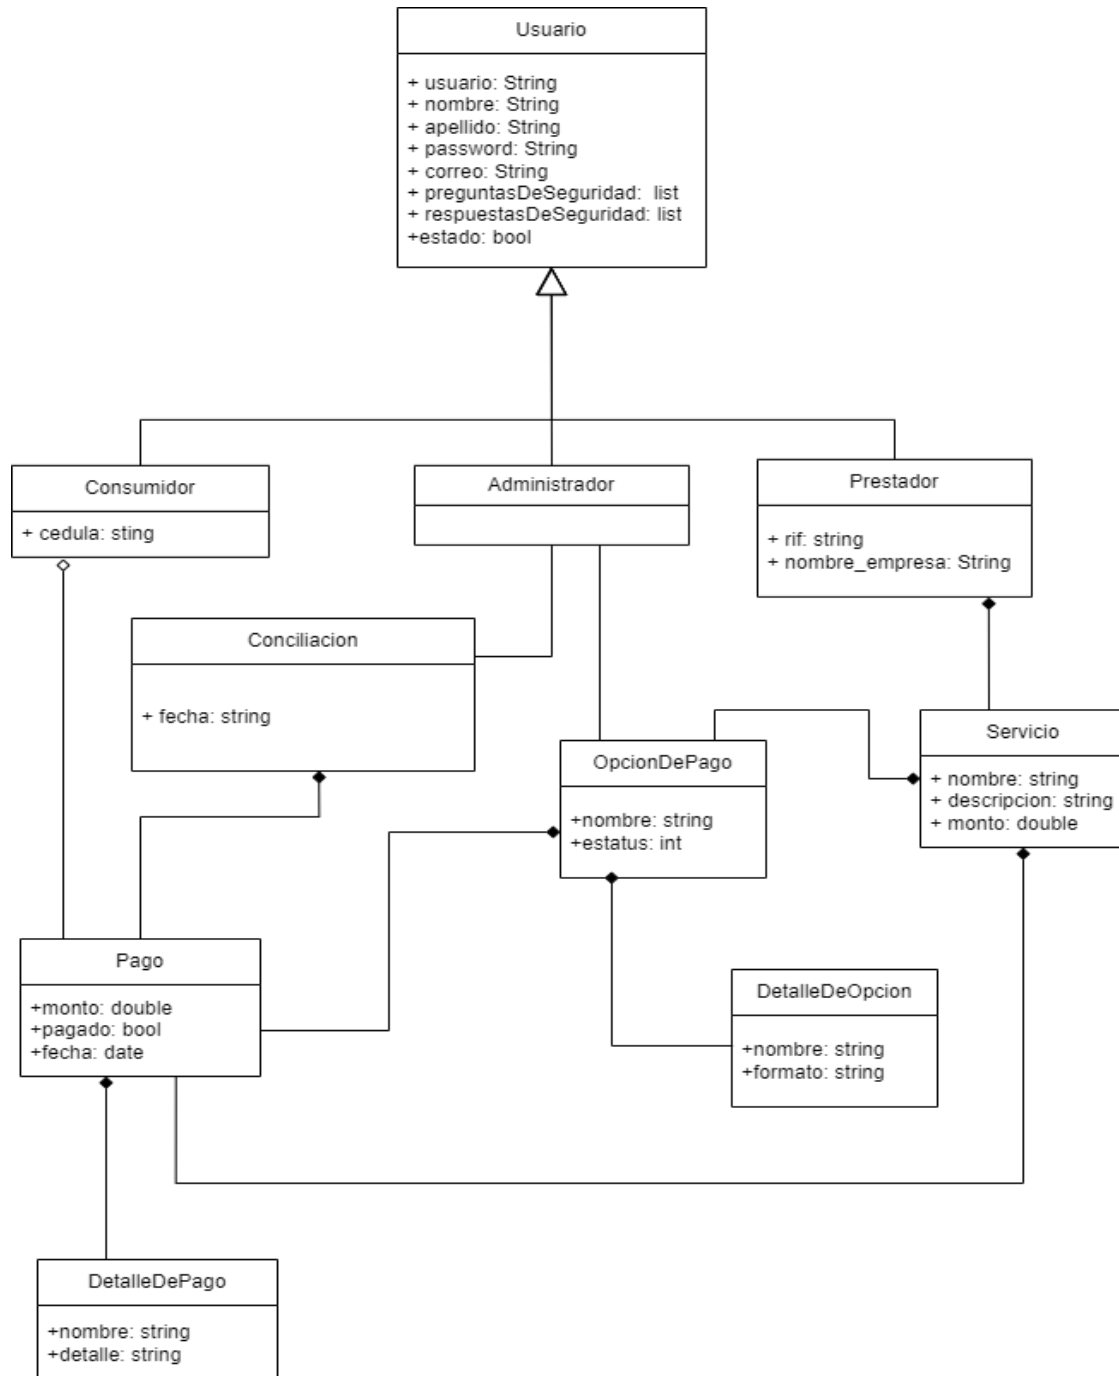 Usuario
+ usuario: String
+ nombre: String
+ apellido: String
+ password: String
+ correo: String
+ preguntasDeSeguridad:  list
+ respuestasDeSeguridad: list
+estado: bool
Consumidor
+ cedula: sting
Administrador
Prestador
+ rif: string
+ nombre_empresa: String
Conciliacion
+ fecha: string
OpcionDePago
+nombre: string
+estatus: int
Servicio
+ nombre: string
+ descripcion: string
+ monto: double
Pago
+monto: double
+pagado: bool
+fecha: date
DetalleDeOpcion
+nombre: string
+formato: string
DetalleDePago
+nombre: string
+detalle: string